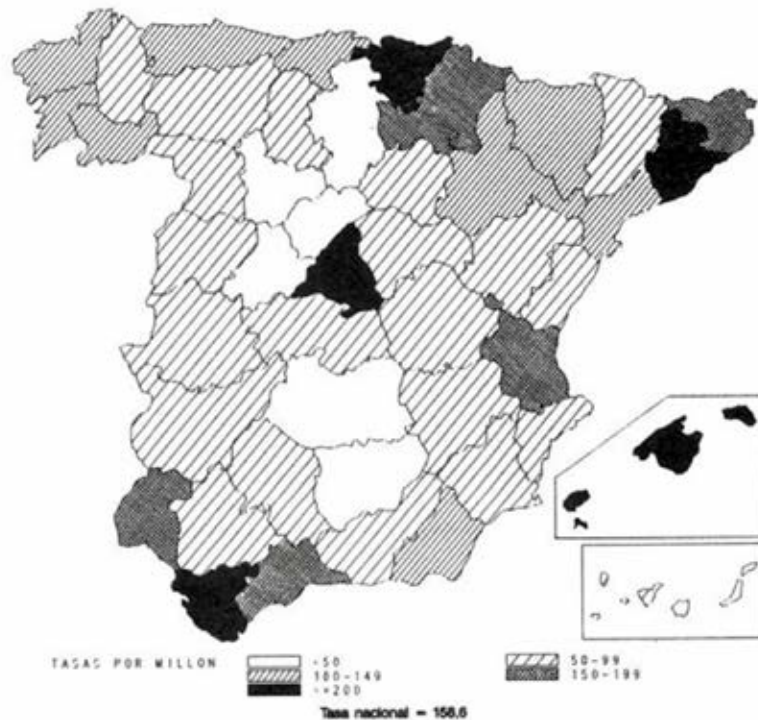 TASAS POR MILLON
-50
50-99
100-149
150-199
-+200
Tasa nacional = 158,6